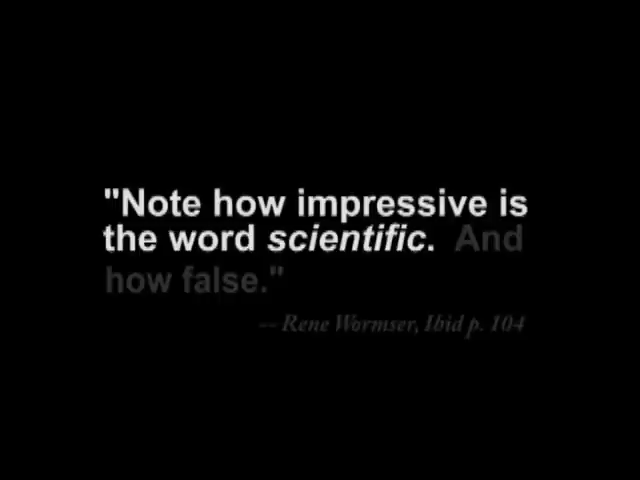 "Note how impressive is
the word scientific. And
how false."
-- Rene Wormser, Ibid p. 104